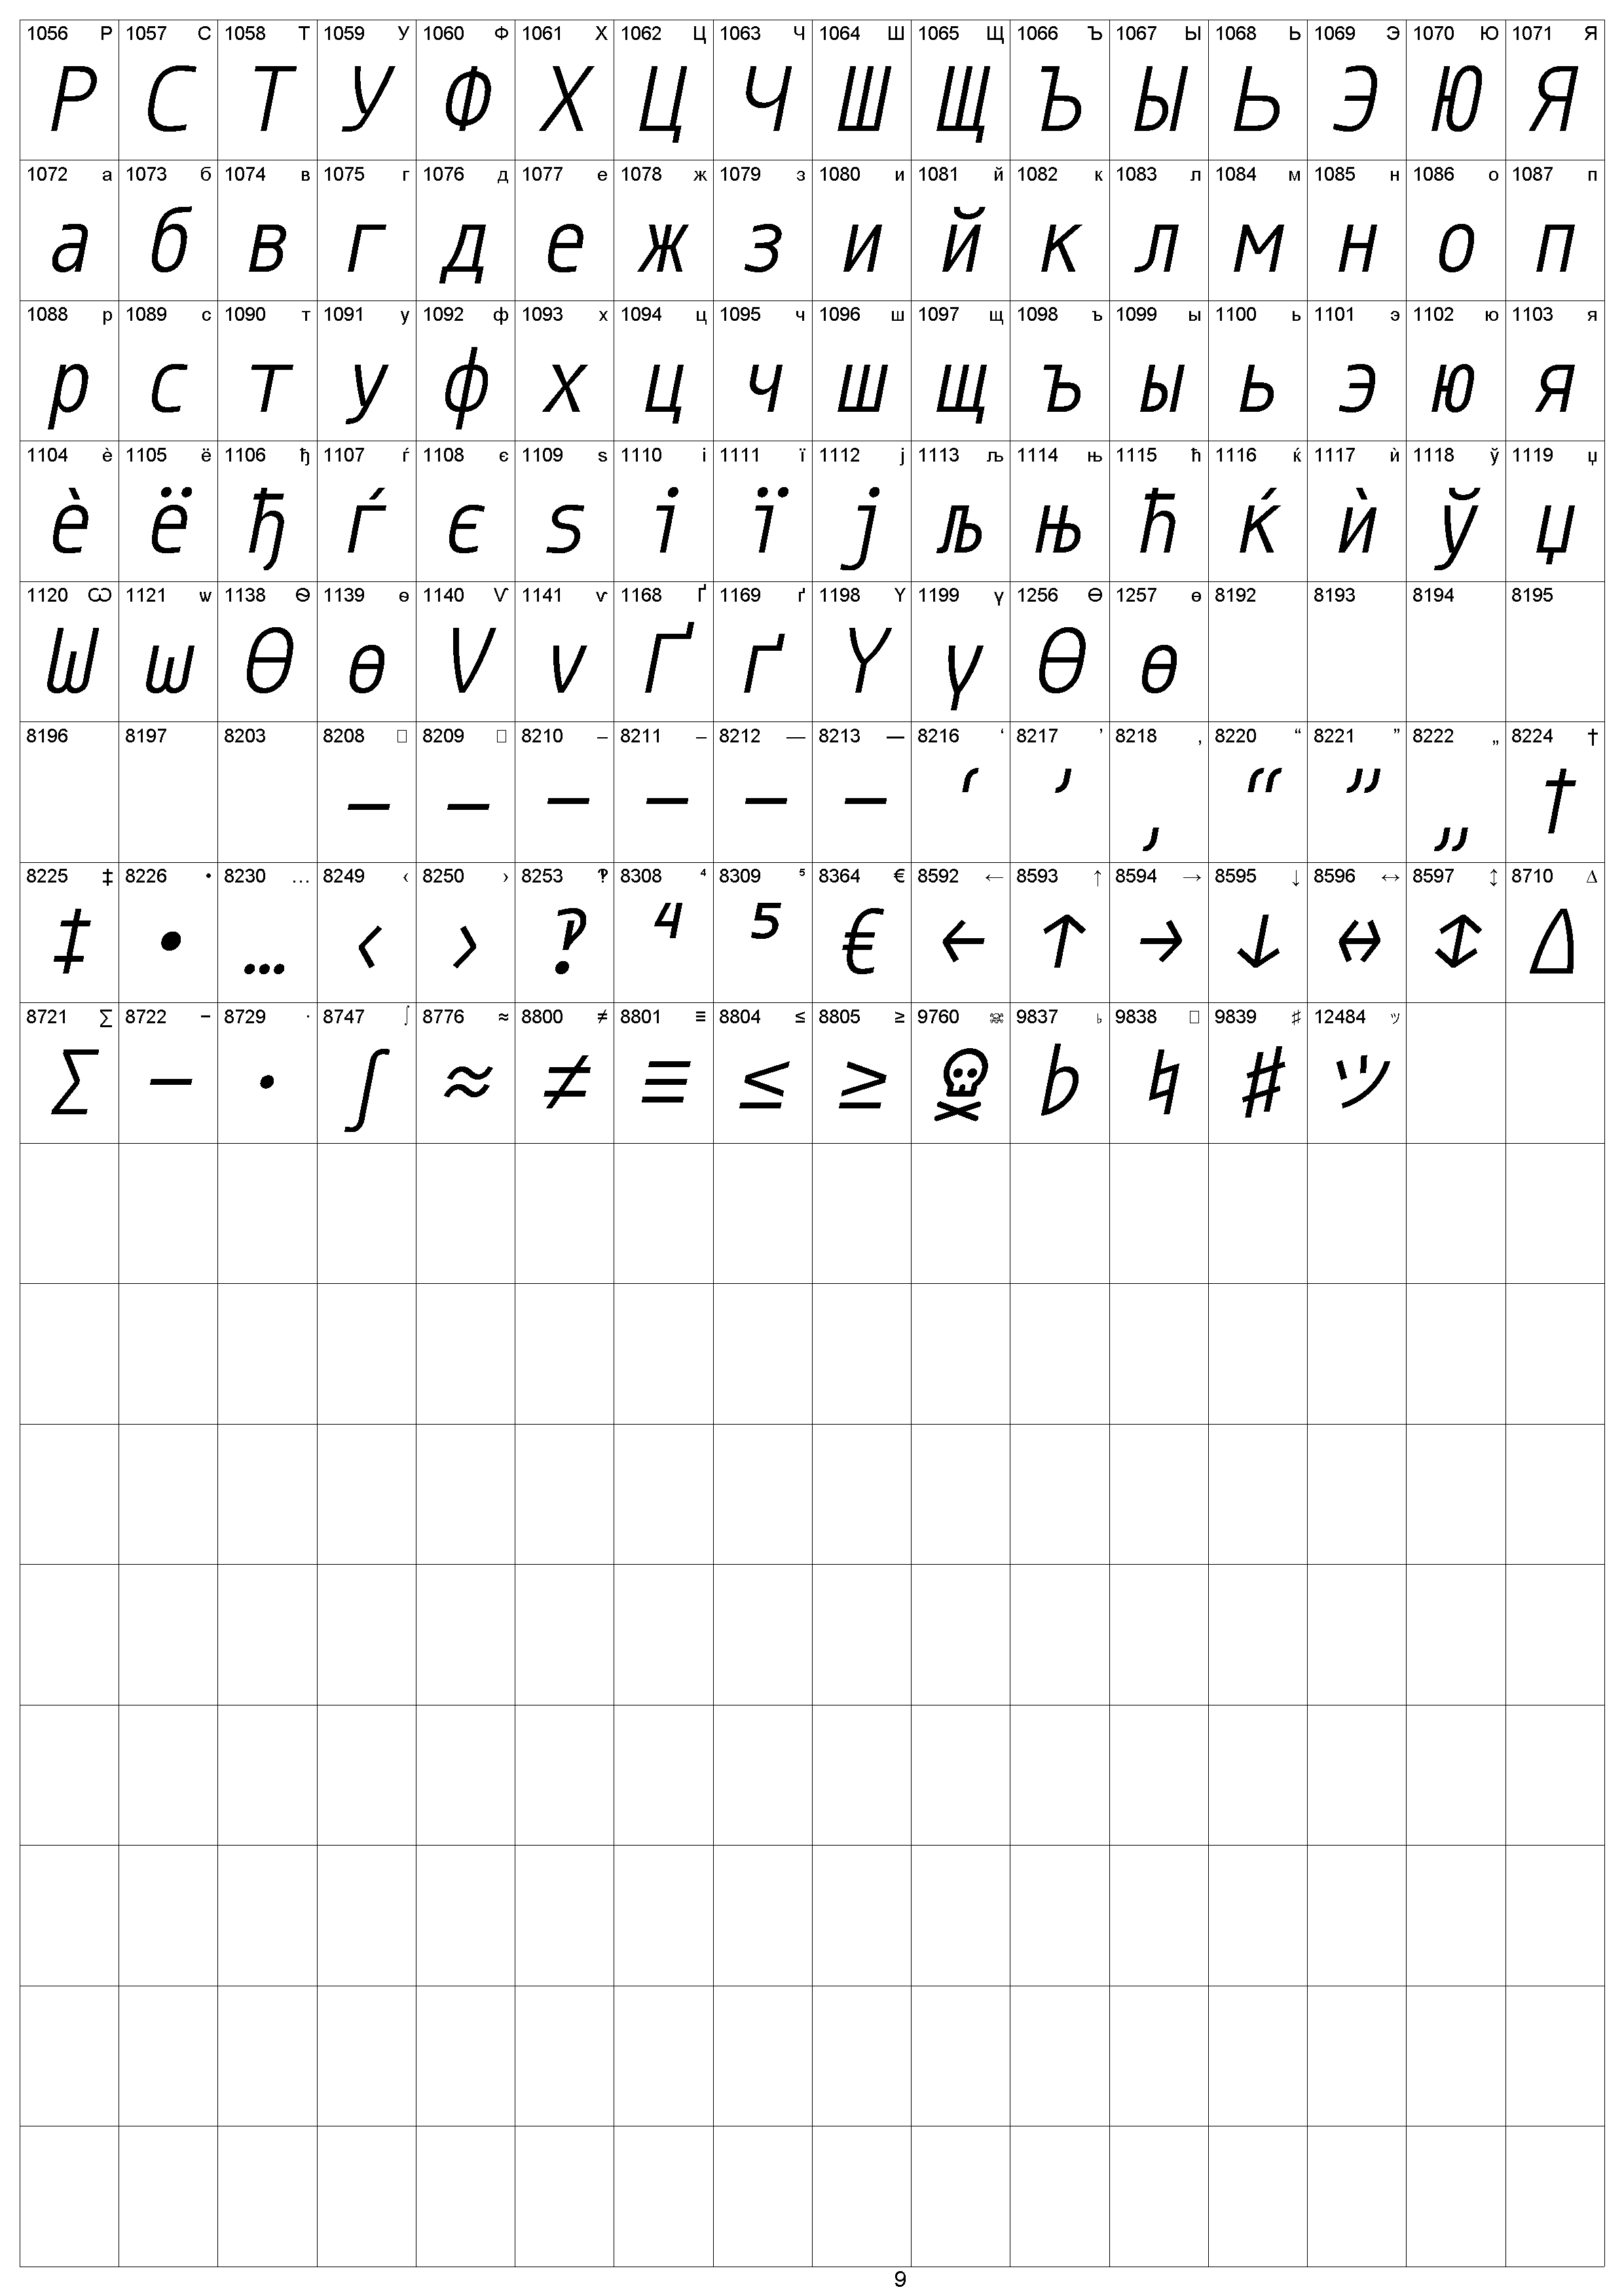 1056 Р 1057 С 1058 Т 1059 У 1060 Ф 1061 Х 1062 Ц 1063 Ч 1064 Ш 1065 Щ 1066 Ъ 1067 Ы 1068 Ь 1069 Э 1070 Ю 1071 Я
Р С Т У Ф Х Ц Ч Ш Щ Ъ Ы Ь Э Ю Я
1072 а 1073 б 1074 в 1075 г 1076 д 1077 е 1078 ж 1079 з 1080 и 1081 й 1082 к 1083 л 1084 м 1085 н 1086 о 1087 п
а б в г д е ж з и й к л м н о п
1088 р 1089 с 1090 т 1091 у 1092 ф 1093 х 1094 ц 1095 ч 1096 ш 1097 щ 1098 ъ 1099 ы 1100 ь 1101 э 1102 ю 1103 я
р с т у ф х ц ч ш щ ъ ы ь э ю я
1104 ѐ 1105 ё 1106 ђ 1107 ѓ 1108 є 1109 ѕ 1110 і 1111 ї 1112 ј 1113 љ 1114 њ 1115 ћ 1116 ќ 1117 ѝ 1118 ў 1119 џ
ѐ ё ђ ѓ є ѕ і ї ј љ њ ћ ќ ѝ ў џ
1120 Ѡ 1121 ѡ 1138 Ѳ 1139 ѳ 1140 Ѵ 1141 ѵ 1168 Ґ 1169 ґ 1198 Ү 1199 ү 1256 Ө 1257 ө 8192 8193 8194 8195
Ѡ ѡ Ѳ ѳ Ѵ ѵ Ґ ґ Ү ү Ө ө
8196 8197 8203 8208 □ 8209 □ 8210 ‒ 8211 – 8212 — 8213 ― 8216 ‘ 8217 ’ 8218 ‚ 8220 “ 8221 ” 8222 „ 8224 †
‐ ‑ ‒ – — ― ‘ ’ ‚ “ ” „ †
8225 ‡ 8226 • 8230 … 8249 ‹ 8250 › 8253 ‽ 8308 ⁴ 8309 ⁵ 8364 € 8592 ← 8593 ↑ 8594 → 8595 ↓ 8596 ↔ 8597 ↕ 8710 ∆
‡ • … ‹ › ‽ ⁴ ⁵ € ← ↑ → ↓ ↔ ↕ ∆
8721 ∑ 8722 − 8729 ∙ 8747 ∫ 8776 ≈ 8800 ≠ 8801 ≡ 8804 ≤ 8805 ≥ 9760 ☠ 9837 ♭ 9838 □ 9839 ♯ 12484 ツ
∑ − ∙ ∫ ≈ ≠ ≡ ≤ ≥ ☠ ♭ ♮ ♯ ツ
9